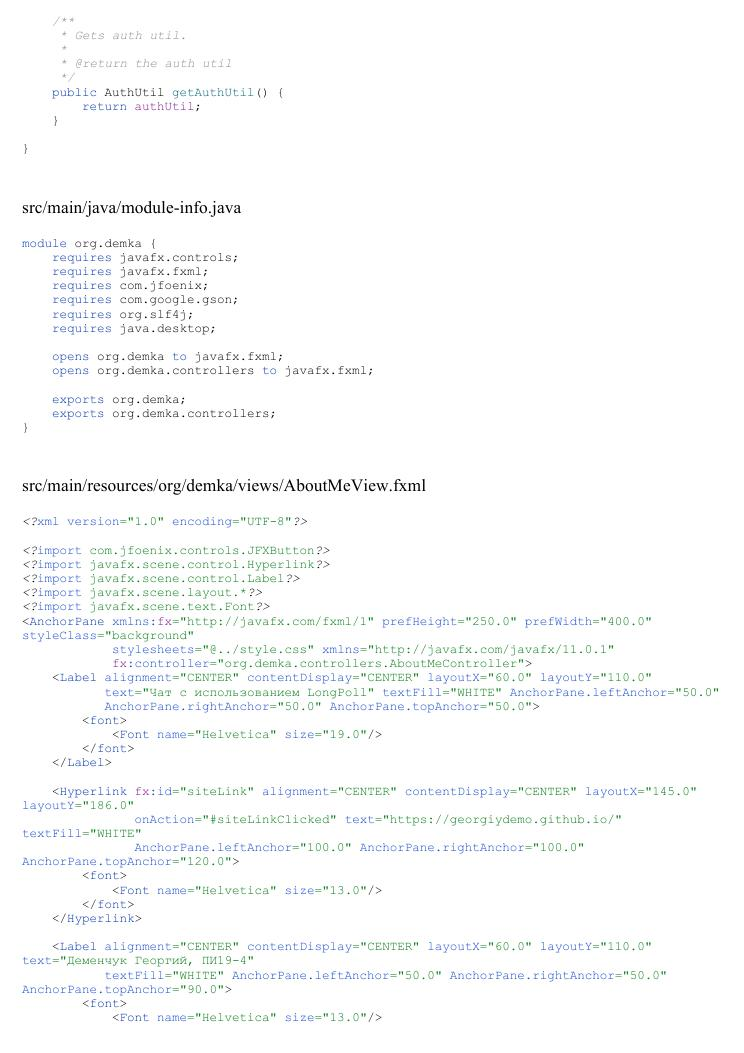 /**
 * Gets auth util.
 *
 * @return the auth util
 */
public AuthUtil getAuthUtil() {
return authUtil;
}
}
src/main/java/module-info.java
module org.demka {
requires javafx.controls;
requires javafx.fxml;
requires com.jfoenix;
requires com.google.gson;
requires org.slf4j;
requires java.desktop;
opens org.demka to javafx.fxml;
opens org.demka.controllers to javafx.fxml;
exports org.demka;
exports org.demka.controllers;
}
src/main/resources/org/demka/views/AboutMeView.fxml
<?xml version="1.0" encoding="UTF-8"?>
<?import com.jfoenix.controls.JFXButton?>
<?import javafx.scene.control.Hyperlink?>
<?import javafx.scene.control.Label?>
<?import javafx.scene.layout.*?>
<?import javafx.scene.text.Font?>
<AnchorPane xmlns:fx="http://javafx.com/fxml/1" prefHeight="250.0" prefWidth="400.0"
styleClass="background"
stylesheets="@../style.css" xmlns="http://javafx.com/javafx/11.0.1"
fx:controller="org.demka.controllers.AboutMeController">
<Label alignment="CENTER" contentDisplay="CENTER" layoutX="60.0" layoutY="110.0"
text="Чат с использованием LongPoll" textFill="WHITE" AnchorPane.leftAnchor="50.0"
AnchorPane.rightAnchor="50.0" AnchorPane.topAnchor="50.0">
<font>
<Font name="Helvetica" size="19.0"/>
</font>
</Label>
<Hyperlink fx:id="siteLink" alignment="CENTER" contentDisplay="CENTER" layoutX="145.0"
layoutY="186.0"
onAction="#siteLinkClicked" text="https://georgiydemo.github.io/"
textFill="WHITE"
AnchorPane.leftAnchor="100.0" AnchorPane.rightAnchor="100.0"
AnchorPane.topAnchor="120.0">
<font>
<Font name="Helvetica" size="13.0"/>
</font>
</Hyperlink>
<Label alignment="CENTER" contentDisplay="CENTER" layoutX="60.0" layoutY="110.0"
text="Деменчук Георгий, ПИ19-4"
textFill="WHITE" AnchorPane.leftAnchor="50.0" AnchorPane.rightAnchor="50.0"
AnchorPane.topAnchor="90.0">
<font>
<Font name="Helvetica" size="13.0"/>